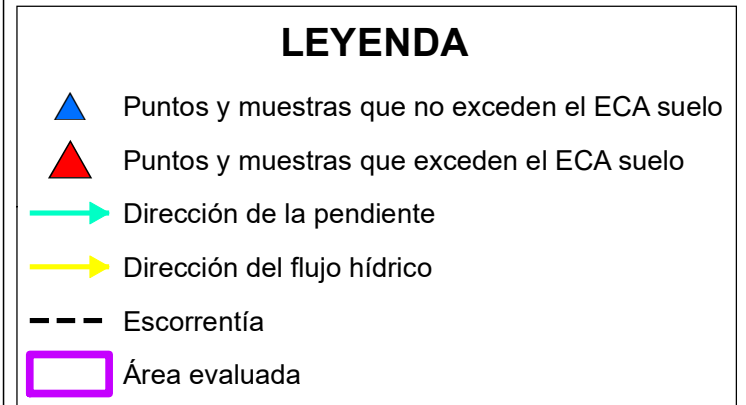 LEYENDA
Puntos y muestras que no exceden el ECA suelo
Puntos y muestras que exceden el ECA suelo
Dirección de la pendiente
Dirección del flujo hídrico
Escorrentía
Área evaluada